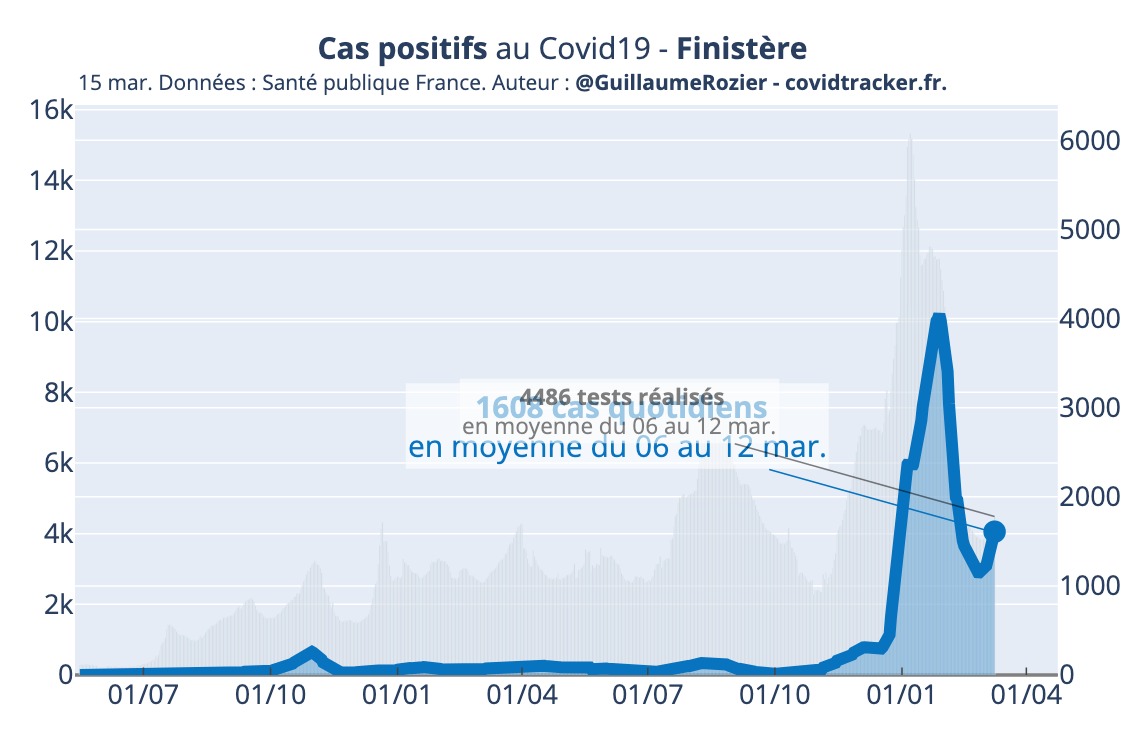 Cas positifs au Covid19 - Finistère
15 mar. Données : Santé publique France. Auteur : @GuillaumeRozier - covidtracker.fr.
16k
14k
12k
10k
8k
6k
4k
2k
0
6000
5000
4000
3000
2000
1000
0
4486 tests réalisés
en moyenne du 06 au 12 mar.
1608 cas quotidiens
en moyenne du 06 au 12 mar.
01/07 01/10 01/01 01/04 01/07 01/10 01/01 01/04